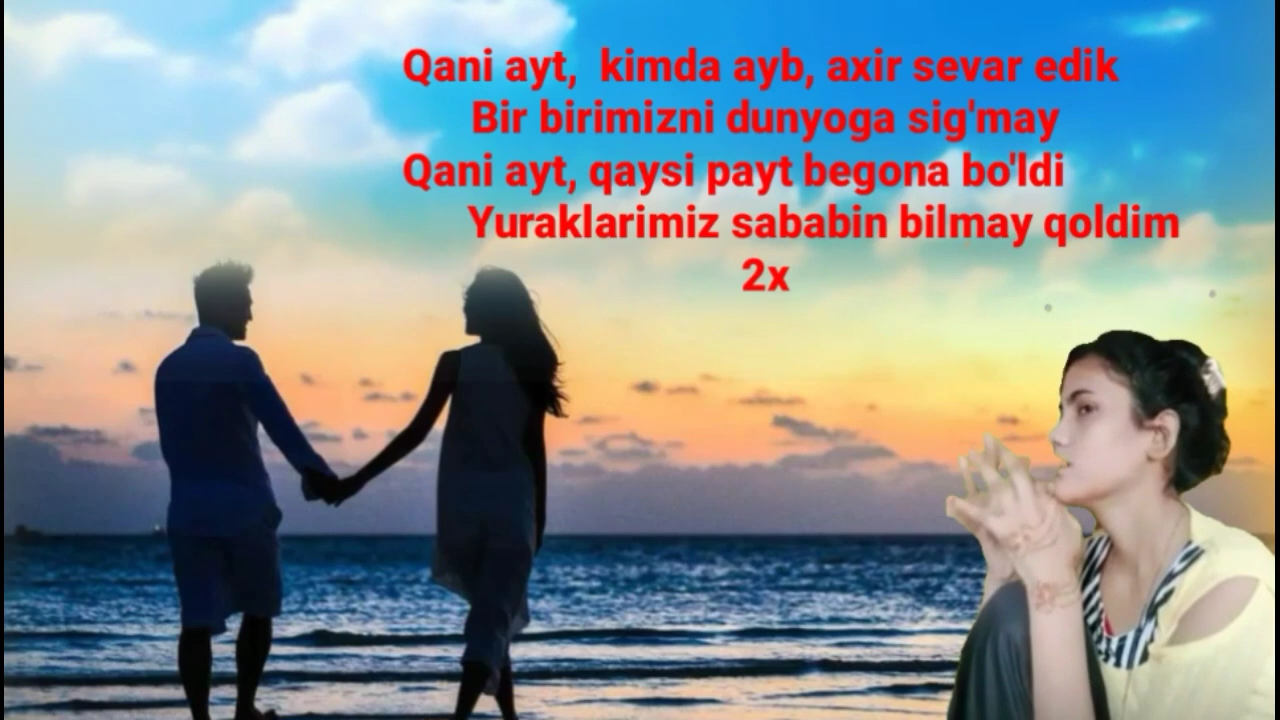 Qani ayt, kimda ayb, axir sevar edik
Bir birimizni dunyoga sig'may
Qani ayt, qaysi payt begona bo'ldi
Yuraklarimiz sababin bilmay qoldim
2x